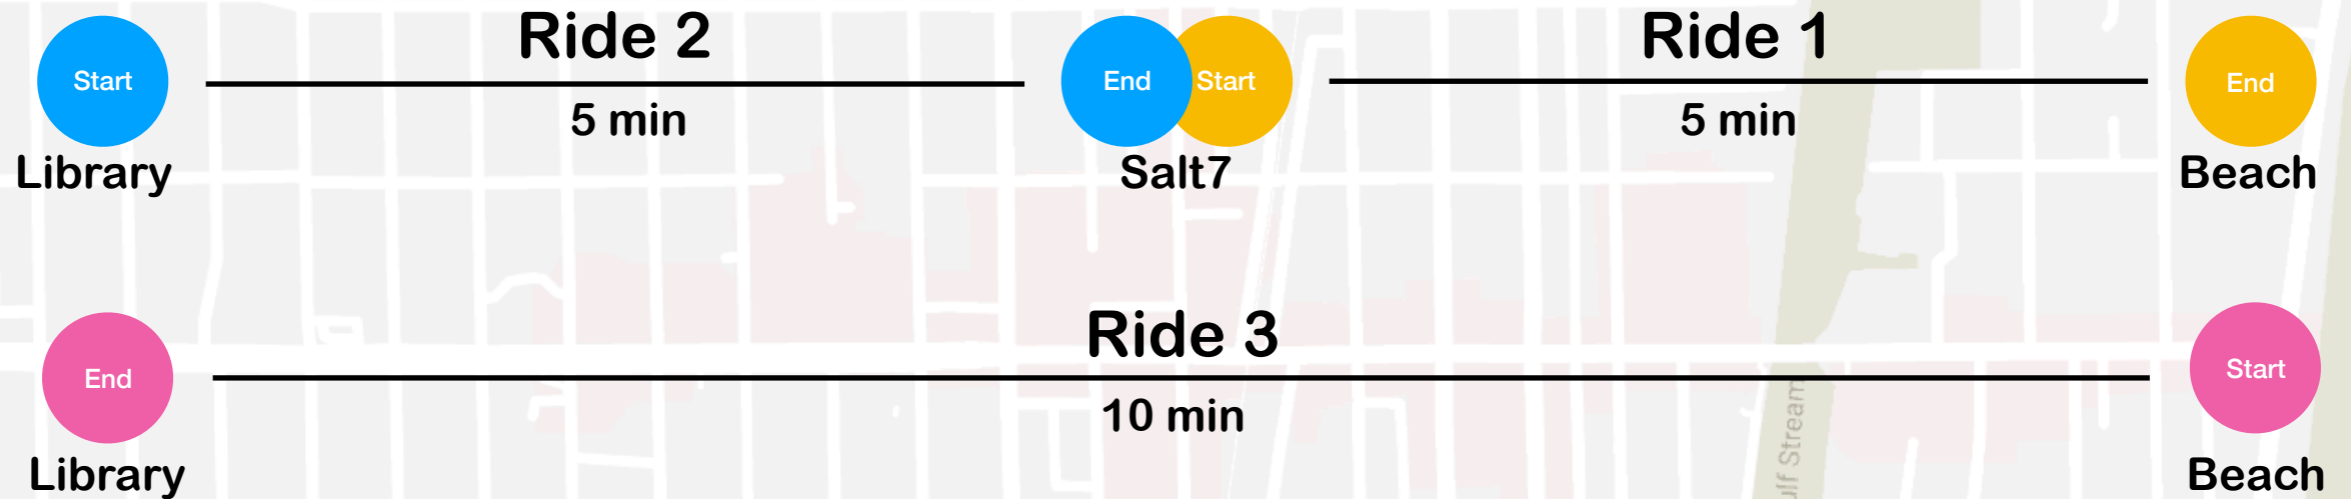 Ride 2
Ride 1
Start
End
Start
End
5 min
5 min
Library
Salt7
Beach
Ride 3
End
Start
10 min
Stream
Library
Beach